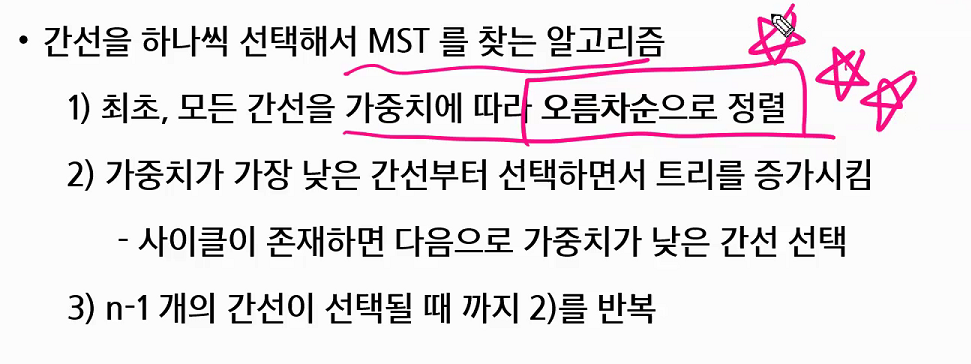 • 간선을 하나씩 선택해서 MST 를 찾는 알고리즘
1) 최초, 모든 간선을 가중치에 따라 오름차순으로 정렬
2) 가중치가 가장 낮은 간선부터 선택하면서 트리를 증가시킴
- 사이클이 존재하면 다음으로 가중치가 낮은 간선 선택
3) n-1 개의 간선이 선택될 때 까지 2)를 반복